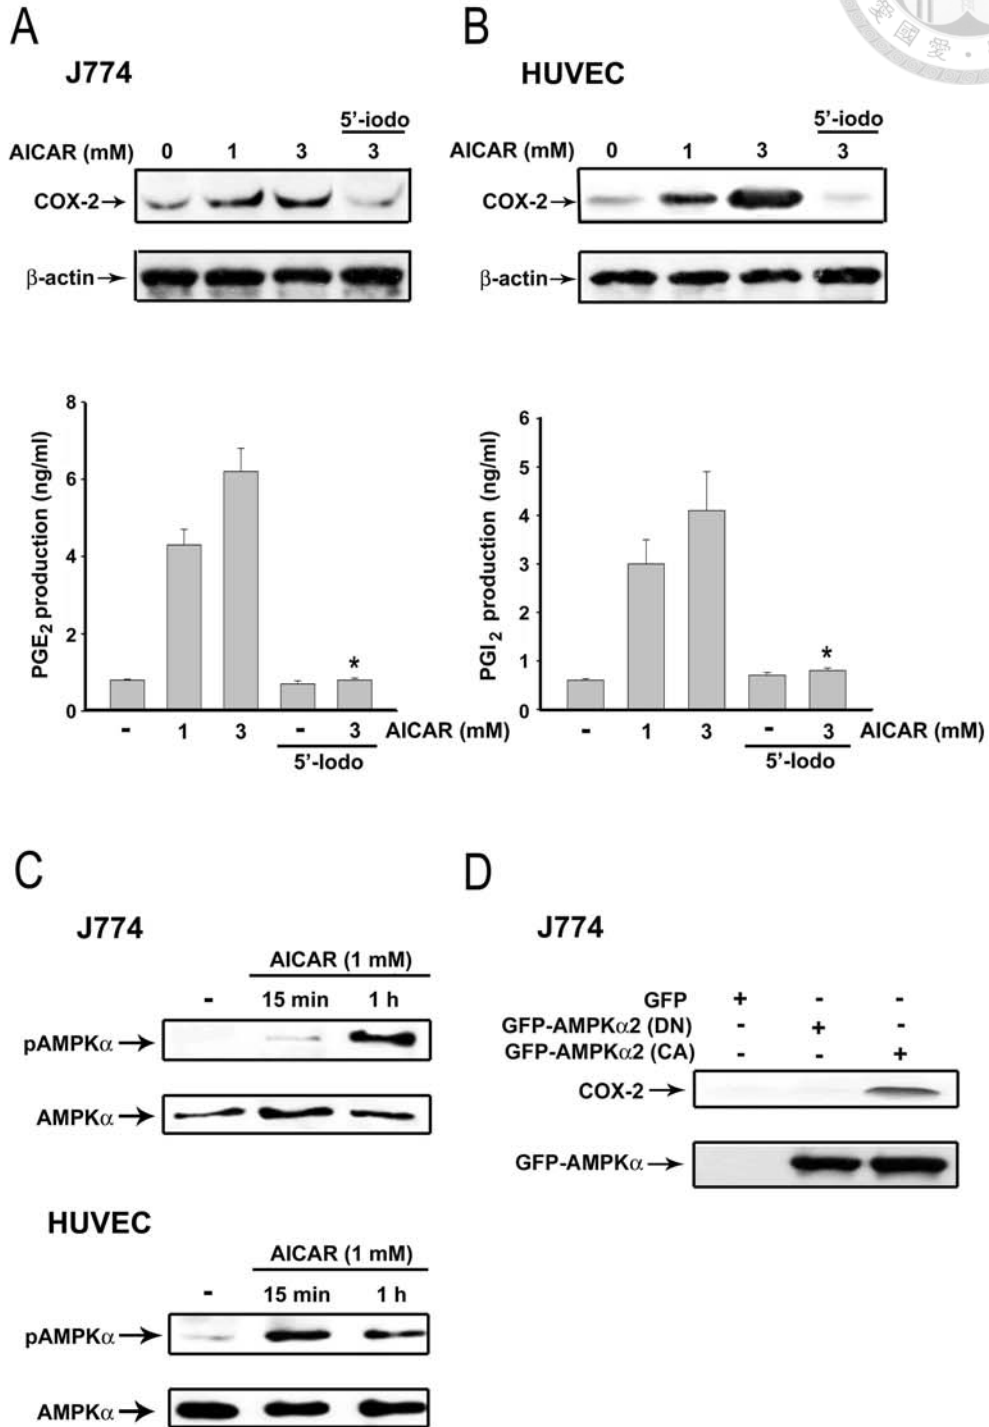 A
J774
5'-iodo
AICAR (mM) 0 1 3 3
COX-2
β-actin
8
6
4
2
0
PGE2 production (ng/ml)
*
- 1 3 - 3 AICAR (mM)
5'-Iodo
B
HUVEC
5'-iodo
AICAR (mM) 0 1 3 3
COX-2
β-actin
6
5
4
3
2
1
0
PGI2 production (ng/ml)
*
- 1 3 - 3 AICAR (mM)
5'-Iodo
C
J774
AICAR (1 mM)
- 15 min 1 h
pAMPKα
AMPKα
HUVEC
AICAR (1 mM)
- 15 min 1 h
pAMPKα
AMPKα
D
J774
GFP + - -
GFP-AMPKα2 (DN) - + -
GFP-AMPKα2 (CA) - - +
COX-2
GFP-AMPKα
愛國愛